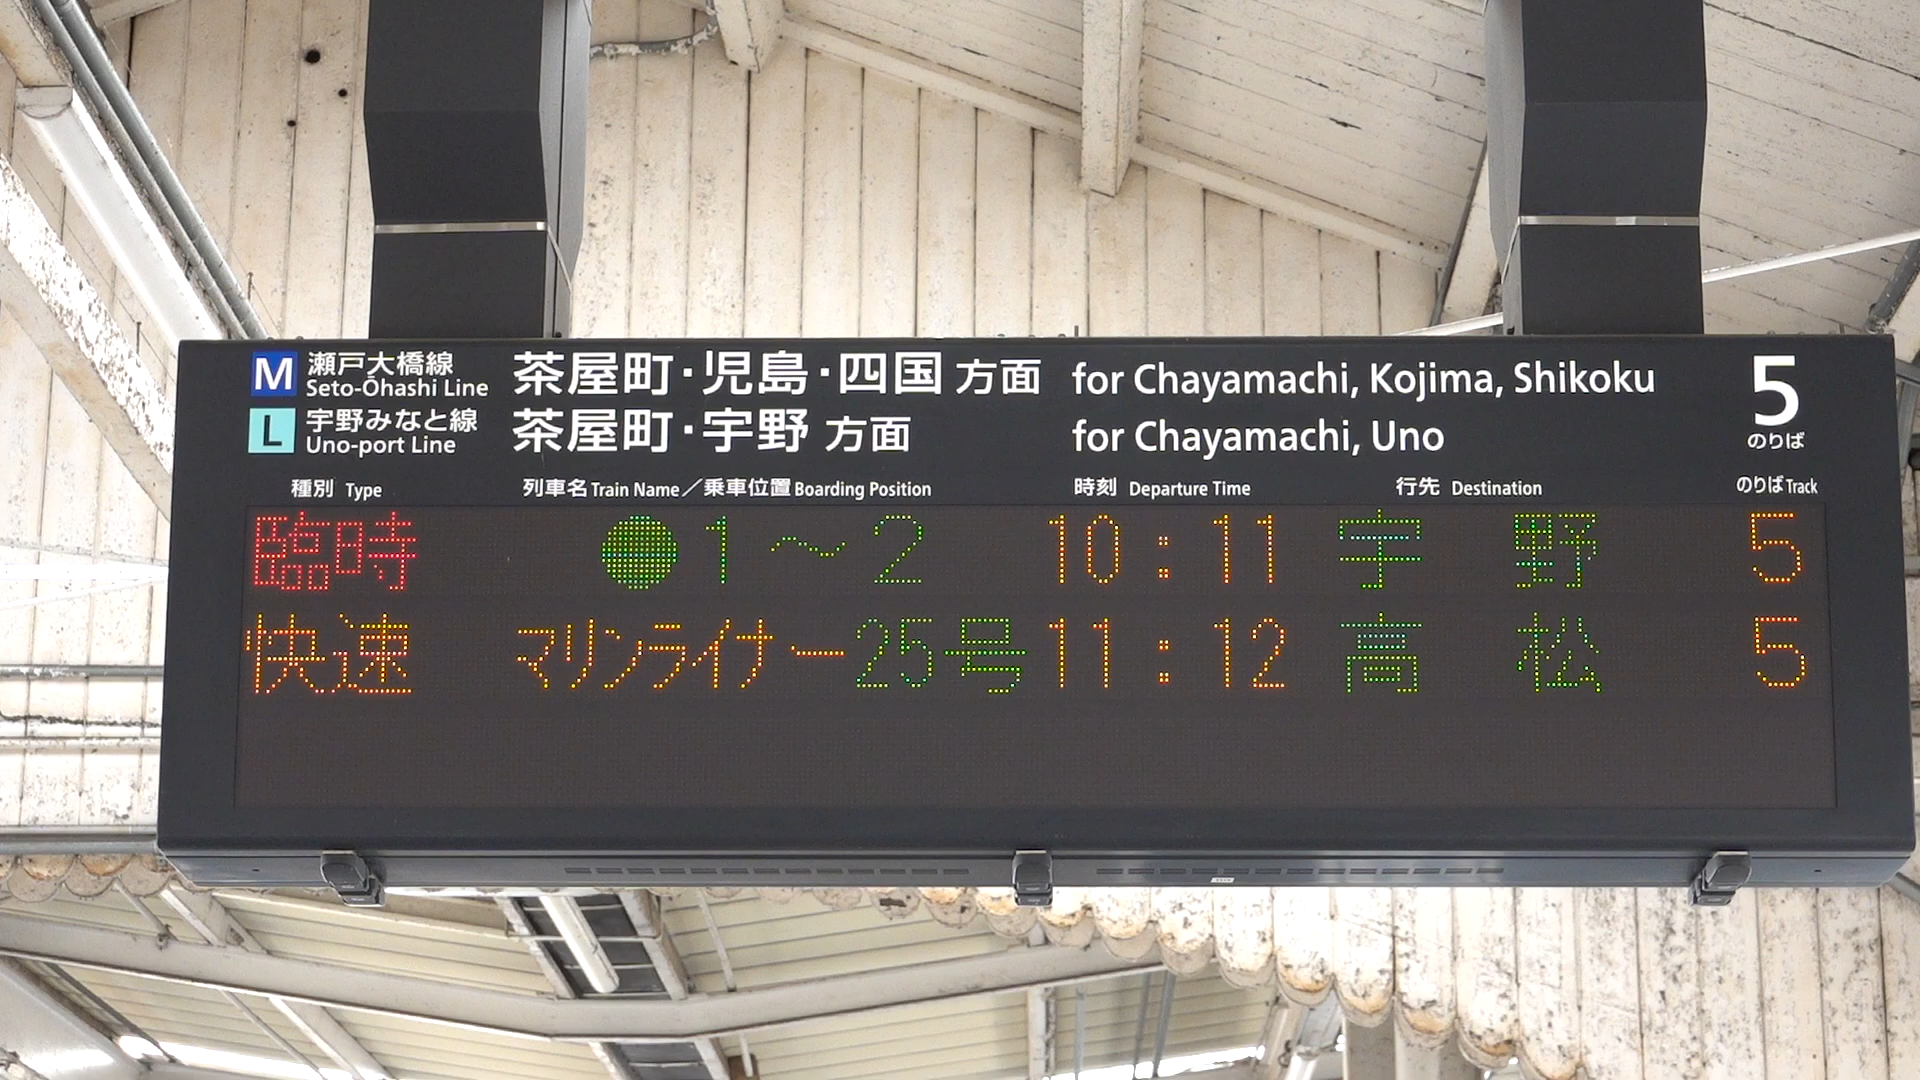 M 瀬戸大橋線 茶屋町・児島・四国 方面 for Chayamachi, Kojima, Shikoku 5
Seto-Ōhashi Line
L 宇野みなと線 茶屋町・宇野 方面 for Chayamachi, Uno のりば
Uno-port Line
種別 Type 列車名 Train Name／乗車位置 Boarding Position 時刻 Departure Time 行先 Destination のりば Track
臨時 ●1～2 10:11 宇野 5
快速 マリンライナー25号 11:12 高松 5